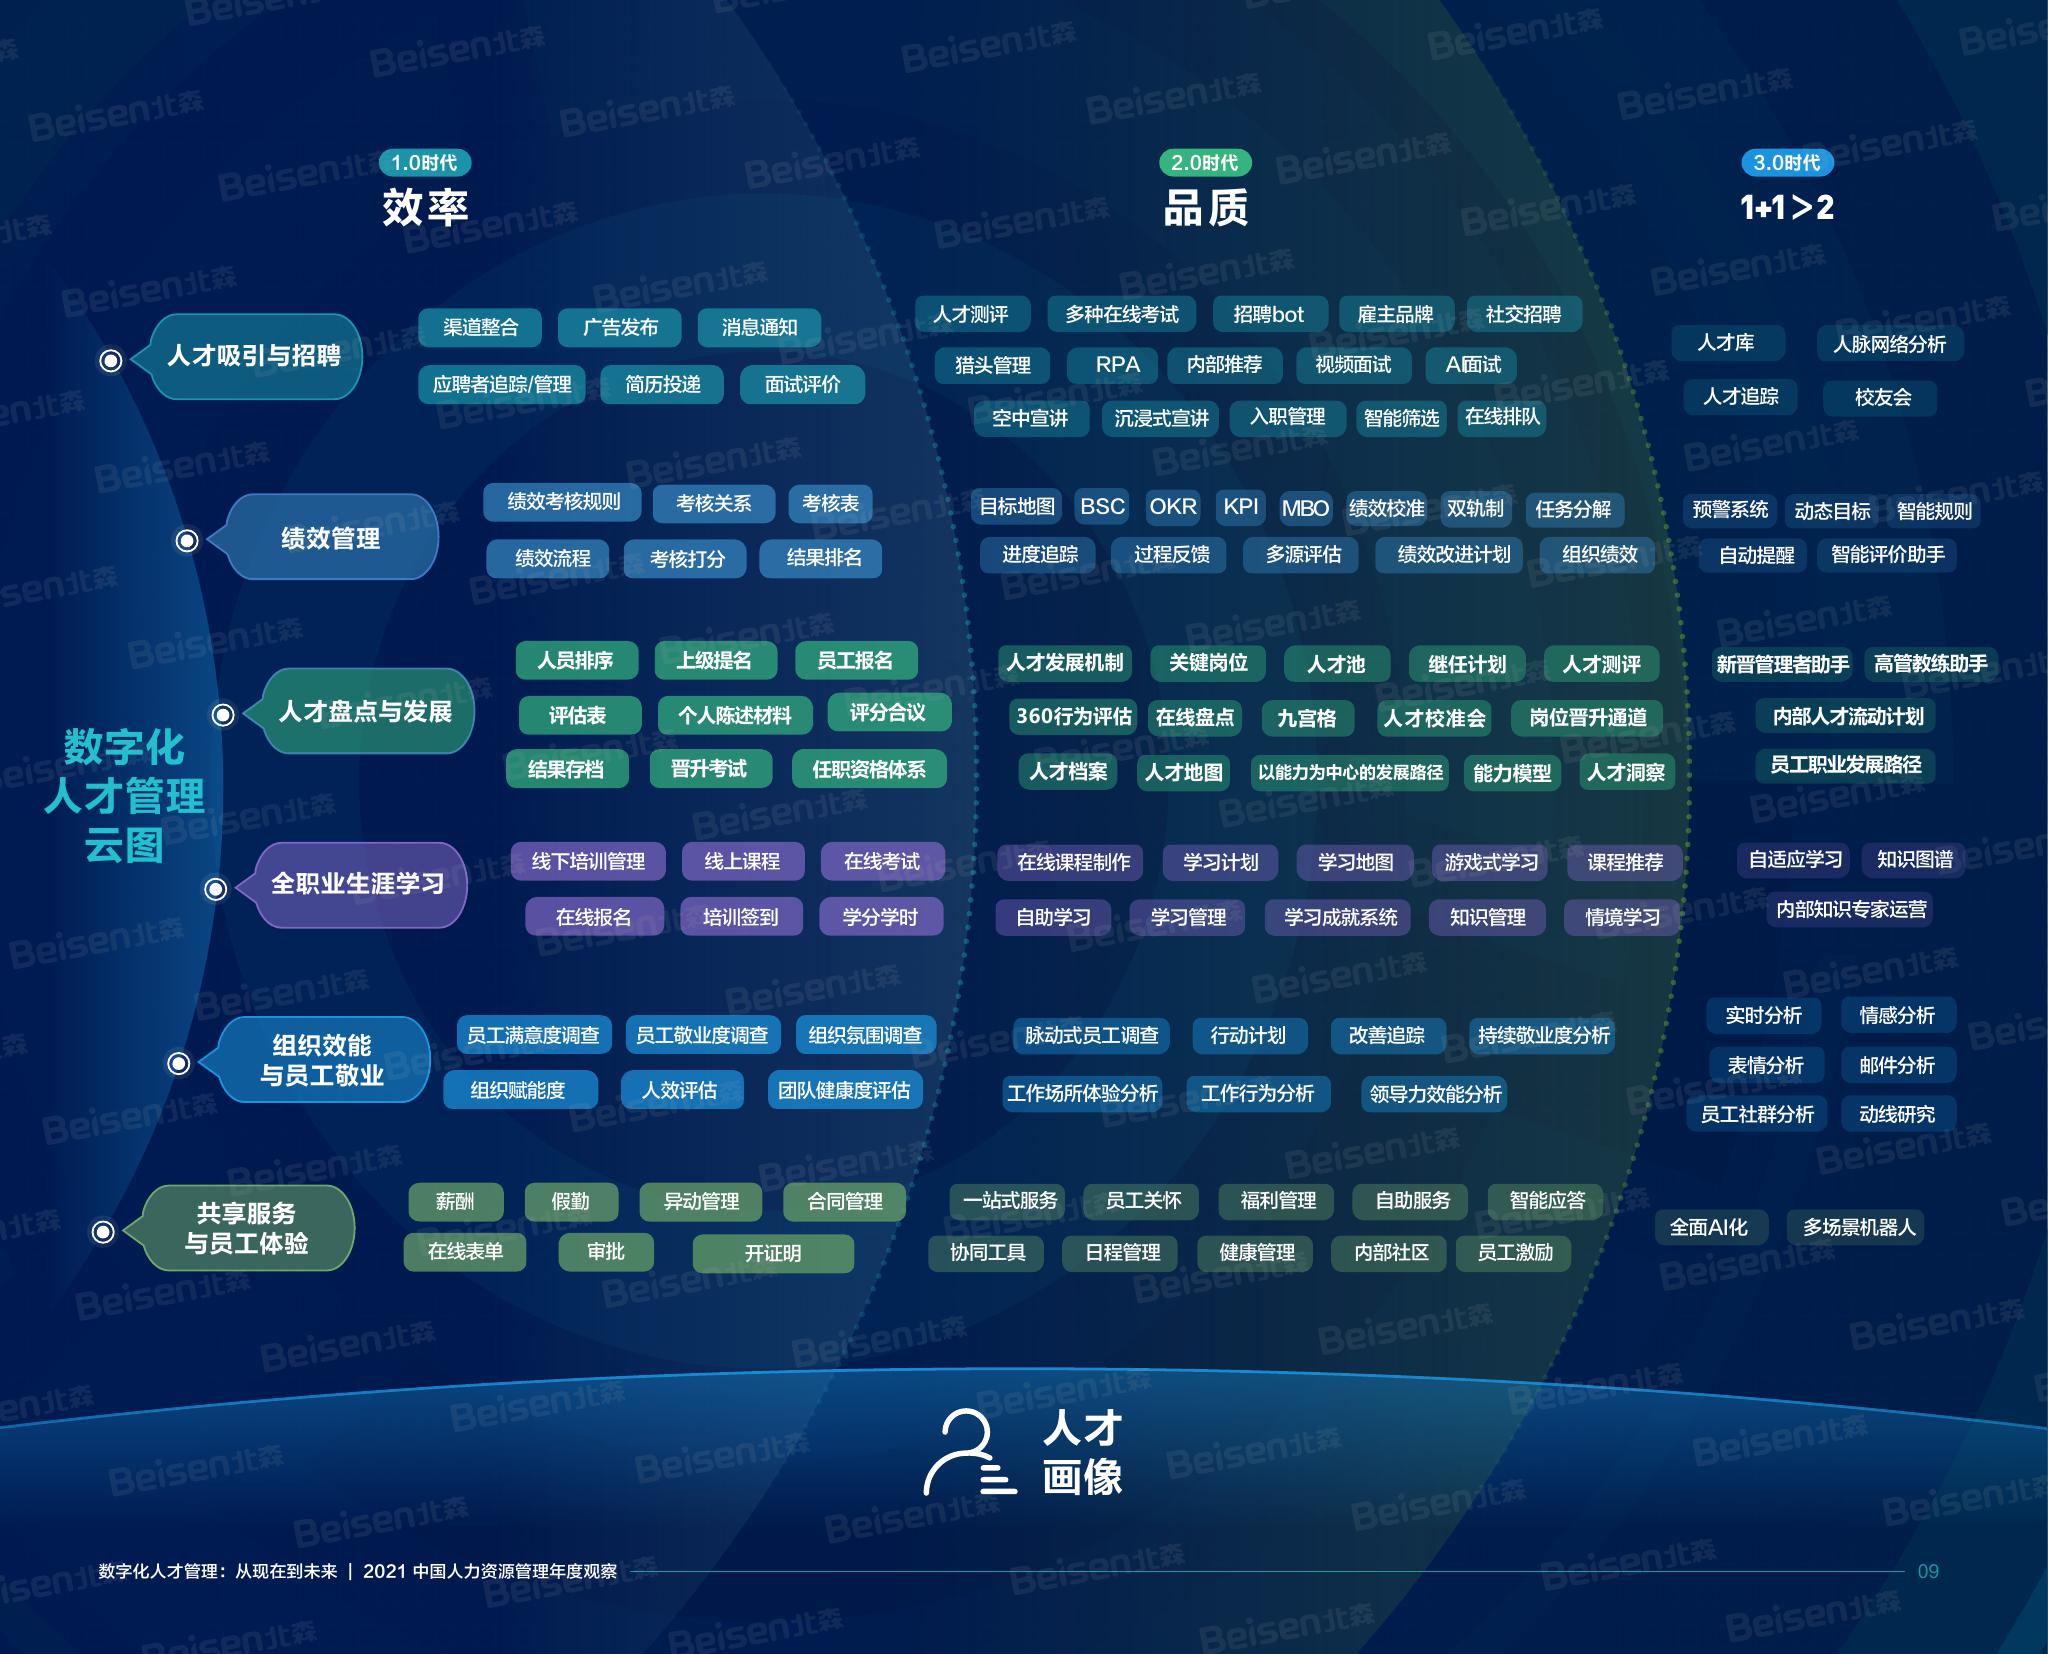 1.0时代
效率
2.0时代
品质
3.0时代
1+1>2
数字化
人才管理
云图
人才吸引与招聘
渠道整合 广告发布 消息通知
应聘者追踪/管理 简历投递 面试评价
人才测评 多种在线考试 招聘bot 雇主品牌 社交招聘
猎头管理 RPA 内部推荐 视频面试 AI面试
空中宣讲 沉浸式宣讲 入职管理 智能筛选 在线排队
人才库 人脉网络分析
人才追踪 校友会
绩效管理
绩效考核规则 考核关系 考核表
绩效流程 考核打分 结果排名
目标地图 BSC OKR KPI MBO 绩效校准 双轨制 任务分解
进度追踪 过程反馈 多源评估 绩效改进计划 组织绩效
预警系统 动态目标 智能规则
自动提醒 智能评价助手
人才盘点与发展
人员排序 上级提名 员工报名
评估表 个人陈述材料 评分合议
结果存档 晋升考试 任职资格体系
人才发展机制 关键岗位 人才池 继任计划 人才测评
360行为评估 在线盘点 九宫格 人才校准会 岗位晋升通道
人才档案 人才地图 以能力为中心的发展路径 能力模型 人才洞察
新晋管理者助手 高管教练助手
内部人才流动计划
员工职业发展路径
全职业生涯学习
线下培训管理 线上课程 在线考试
在线报名 培训签到 学分学时
在线课程制作 学习计划 学习地图 游戏式学习 课程推荐
自助学习 学习管理 学习成就系统 知识管理 情境学习
自适应学习 知识图谱
内部知识专家运营
组织效能
与员工敬业
员工满意度调查 员工敬业度调查 组织氛围调查
组织赋能度 人效评估 团队健康度评估
脉动式员工调查 行动计划 改善追踪 持续敬业度分析
工作场所体验分析 工作行为分析 领导力效能分析
实时分析 情感分析
表情分析 邮件分析
员工社群分析 动线研究
共享服务
与员工体验
薪酬 假勤 异动管理 合同管理
在线表单 审批 开证明
一站式服务 员工关怀 福利管理 自助服务 智能应答
协同工具 日程管理 健康管理 内部社区 员工激励
全面AI化 多场景机器人
人才
画像
数字化人才管理：从现在到未来 | 2021 中国人力资源管理年度观察
09
Beisen北森